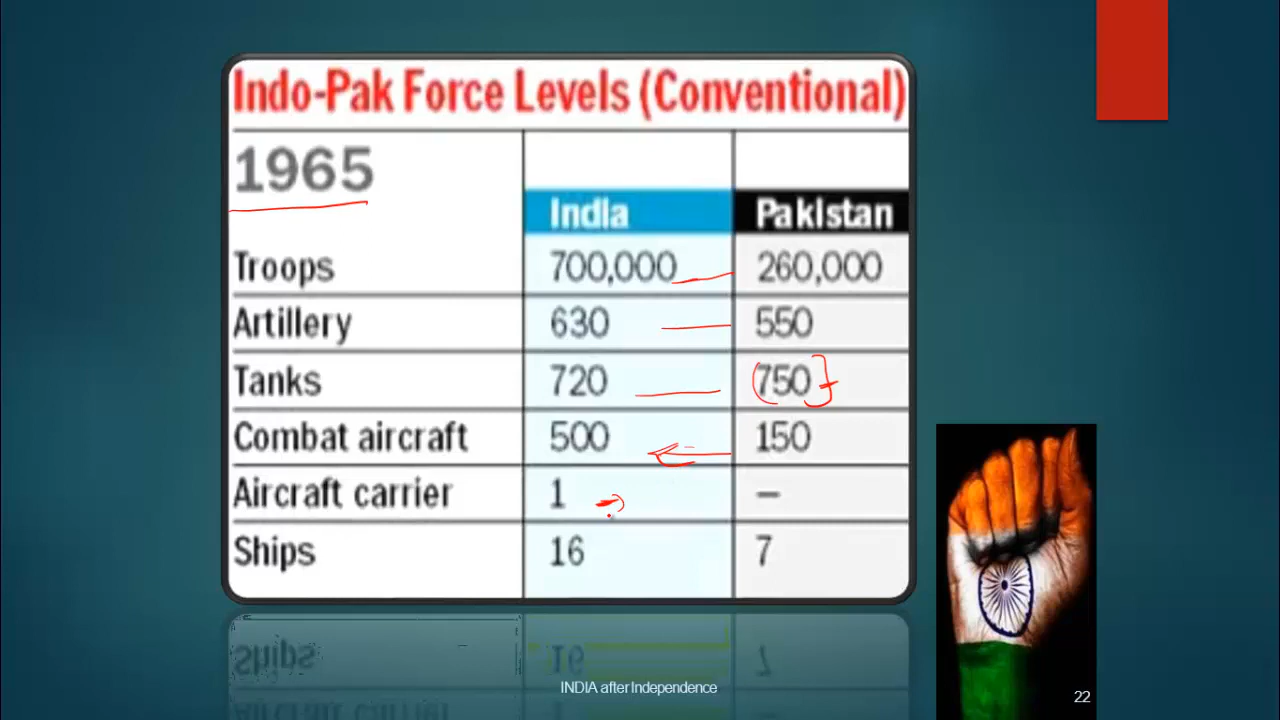 Indo-Pak Force Levels (Conventional)
1965
India Pakistan
Troops 700,000 260,000
Artillery 630 550
Tanks 720 750
Combat aircraft 500 150
Aircraft carrier 1 –
Ships 16 7
INDIA after Independence
22